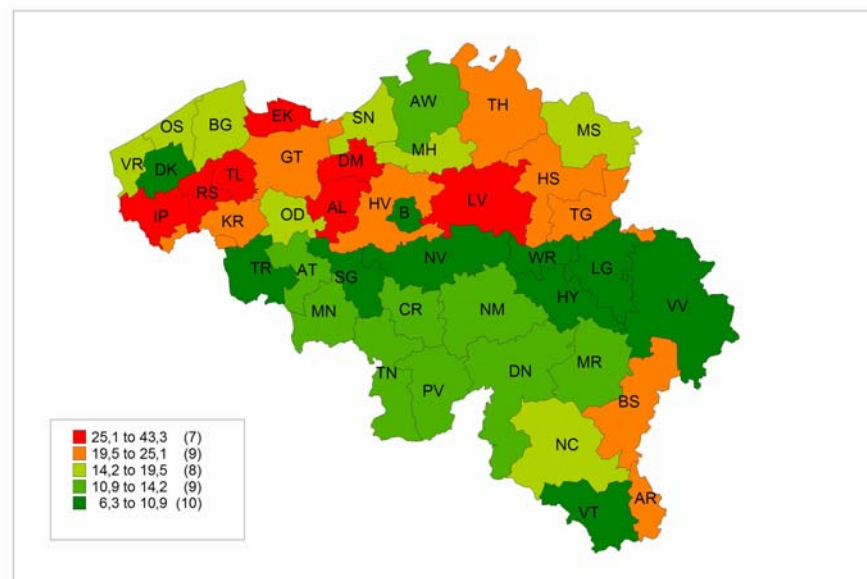 AW
TH
EK
SN
OS
BG
MS
MH
VR
DK
GT
DM
TL
HS
RS
IP
AL
HV
B
LV
KR
OD
TG
TR
AT
SG
NV
WR
LG
HY
VV
MN
CR
NM
TN
PV
DN
MR
BS
NC
AR
VT
25,1 to 43,3 (7)
19,5 to 25,1 (9)
14,2 to 19,5 (8)
10,9 to 14,2 (9)
6,3 to 10,9 (10)